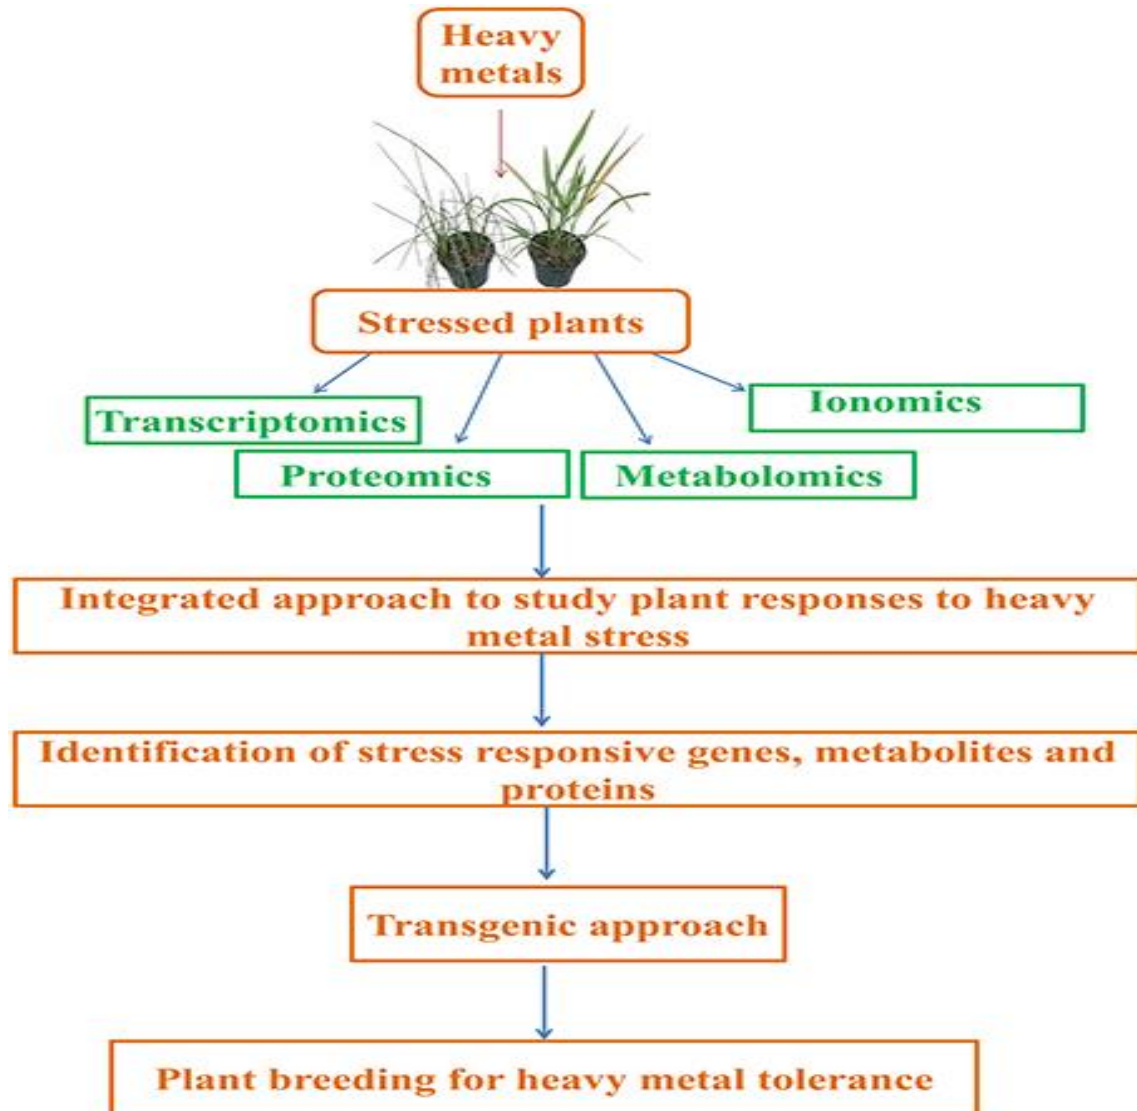 Heavy
metals
Stressed plants
Transcriptomics
Ionomics
Proteomics
Metabolomics
Integrated approach to study plant responses to heavy
metal stress
Identification of stress responsive genes, metabolites and
proteins
Transgenic approach
Plant breeding for heavy metal tolerance